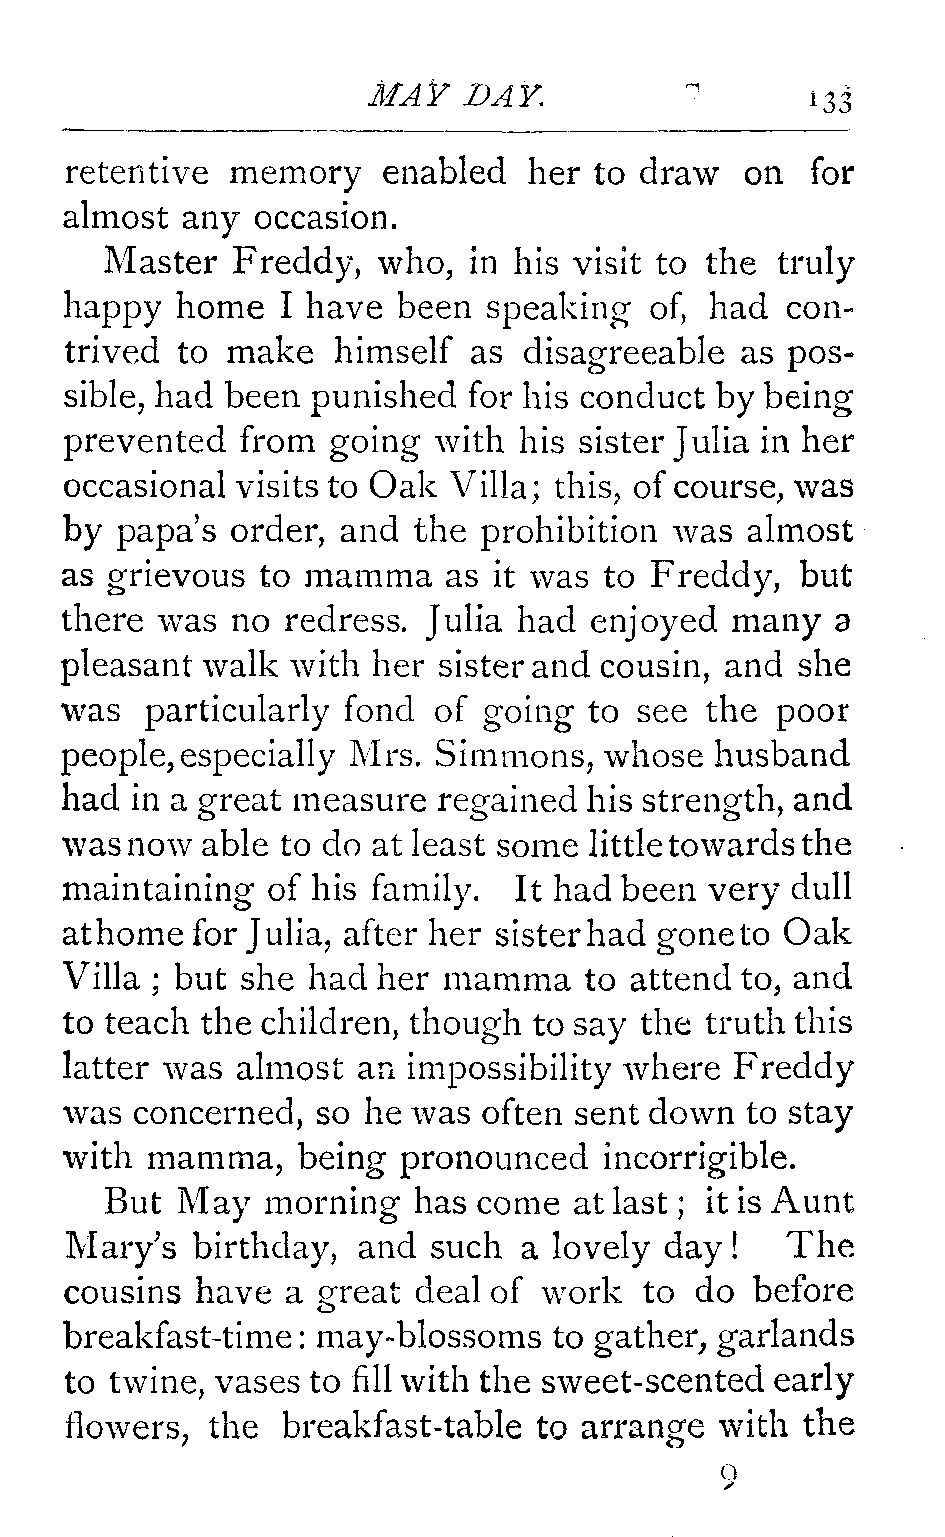 MAY DAY. 133
retentive memory enabled her to draw on for
almost any occasion.
Master Freddy, who, in his visit to the truly
happy home I have been speaking of, had con-
trived to make himself as disagreeable as pos-
sible, had been punished for his conduct by being
prevented from going with his sister Julia in her
occasional visits to Oak Villa; this, of course, was
by papa's order, and the prohibition was almost
as grievous to mamma as it was to Freddy, but
there was no redress. Julia had enjoyed many a
pleasant walk with her sister and cousin, and she
was particularly fond of going to see the poor
people, especially Mrs. Simmons, whose husband
had in a great measure regained his strength, and
was now able to do at least some little towards the
maintaining of his family. It had been very dull
at home for Julia, after her sister had gone to Oak
Villa ; but she had her mamma to attend to, and
to teach the children, though to say the truth this
latter was almost an impossibility where Freddy
was concerned, so he was often sent down to stay
with mamma, being pronounced incorrigible.
But May morning has come at last ; it is Aunt
Mary's birthday, and such a lovely day ! The
cousins have a great deal of work to do before
breakfast-time : may-blossoms to gather, garlands
to twine, vases to fill with the sweet-scented early
flowers, the breakfast-table to arrange with the
9